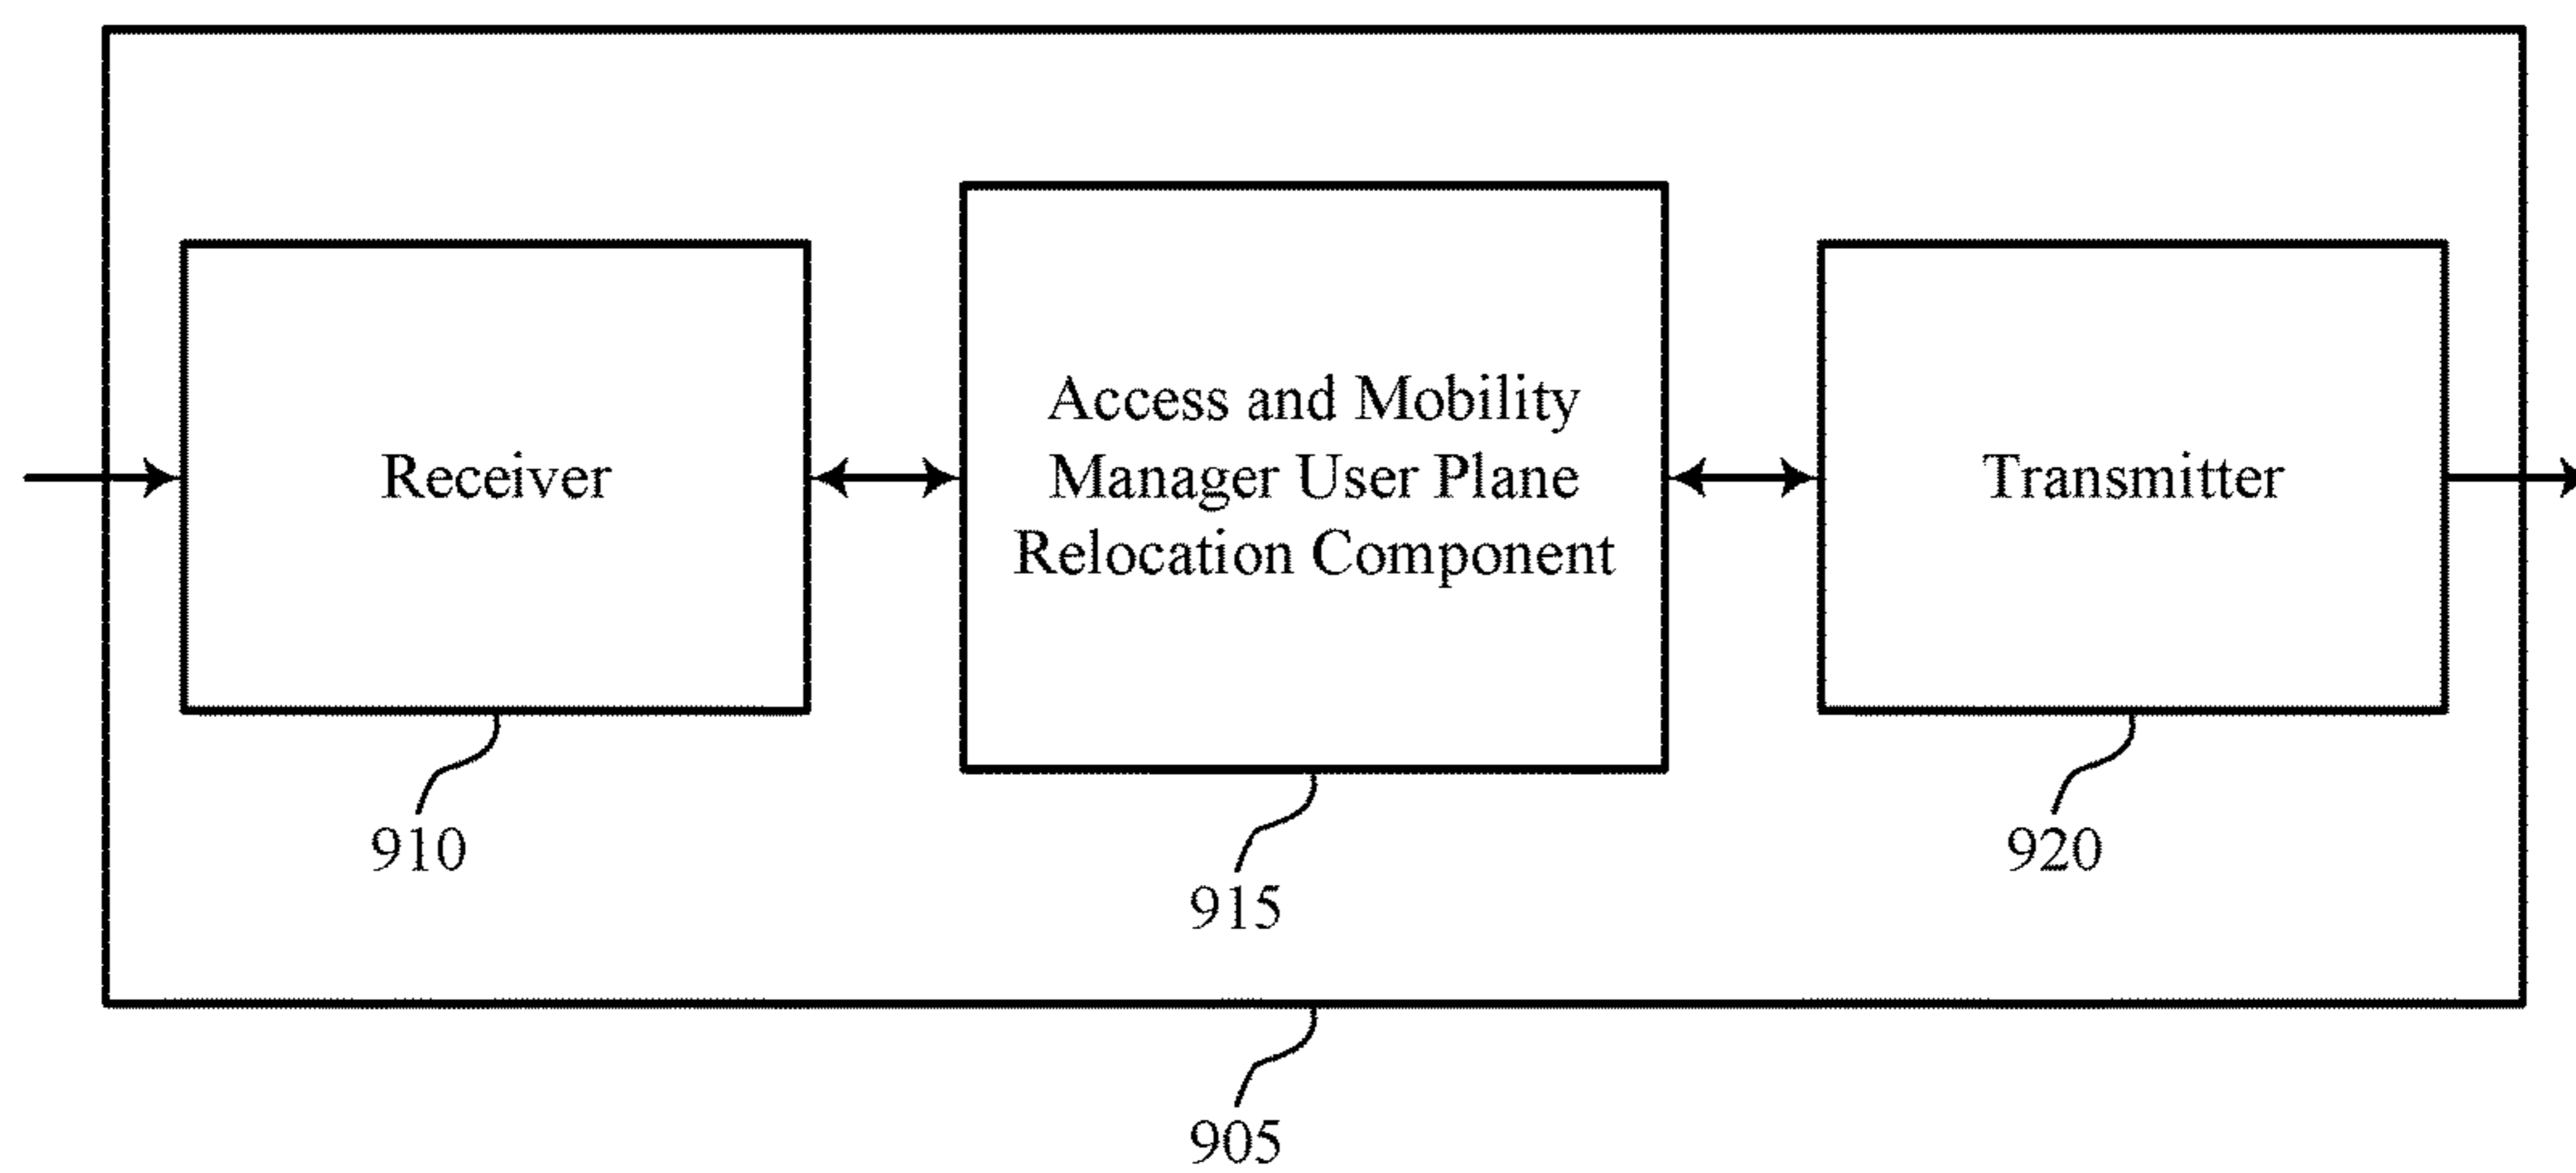 Receiver
Access and Mobility
Manager User Plane
Relocation Component
Transmitter
910
915
920
905